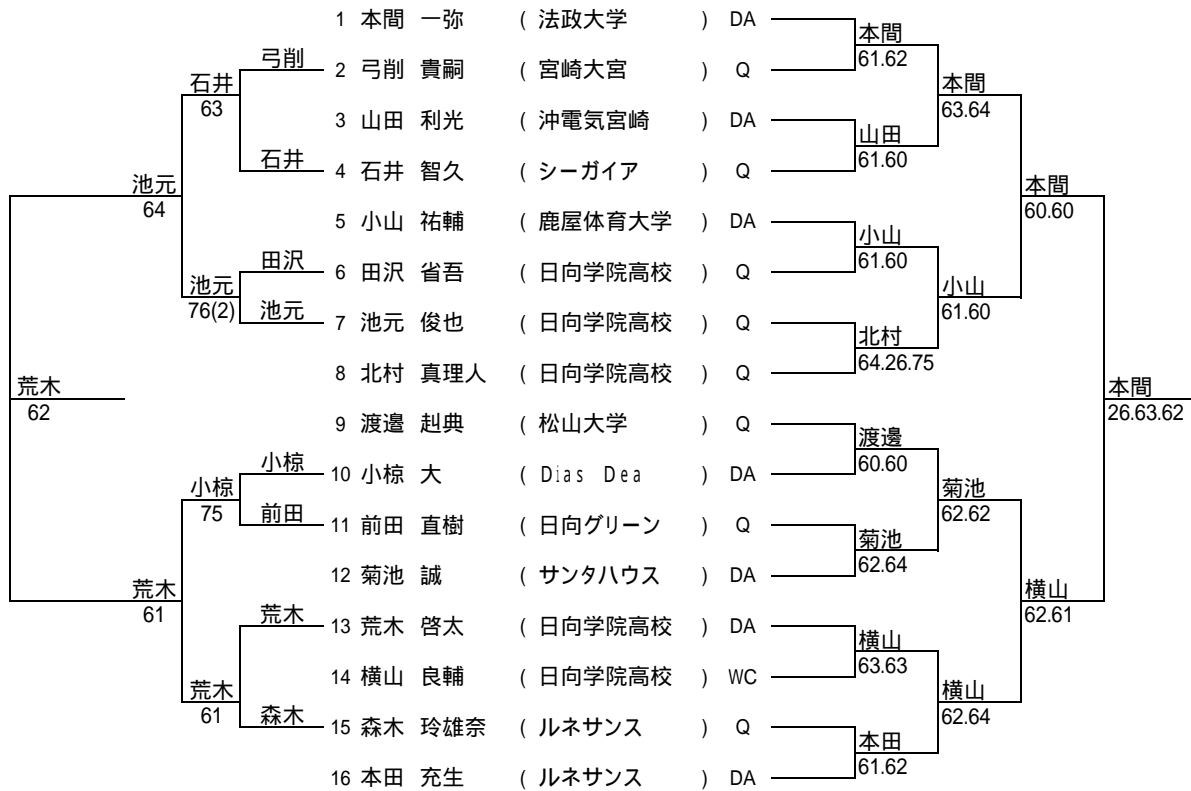 1 本間 一弥 ( 法政大学 ) DA
本間
弓削
61.62
2 弓削 貴嗣 ( 宮崎大宮 ) Q
石井
本間
63
63.64
3 山田 利光 ( 沖電気宮崎 ) DA
山田
石井
61.60
4 石井 智久 ( シーガイア ) Q
池元
本間
64
60.60
5 小山 祐輔 ( 鹿屋体育大学 ) DA
小山
田沢
61.60
6 田沢 省吾 ( 日向学院高校 ) Q
池元
小山
76(2)
61.60
池元
7 池元 俊也 ( 日向学院高校 ) Q
北村
64.26.75
8 北村 真理人 ( 日向学院高校 ) Q
荒木
本間
62
26.63.62
9 渡邉 赳典 ( 松山大学 ) Q
渡邉
小椋
60.60
10 小椋 大 ( Dias Dea ) DA
小椋
菊池
75
62.62
前田
11 前田 直樹 ( 日向グリーン ) Q
菊池
62.64
12 菊池 誠 ( サンタハウス ) DA
荒木
横山
61
62.61
荒木
13 荒木 啓太 ( 日向学院高校 ) DA
横山
63.63
14 横山 良輔 ( 日向学院高校 ) WC
荒木
横山
61
62.64
森木
15 森木 玲雄奈 ( ルネサンス ) Q
本田
61.62
16 本田 充生 ( ルネサンス ) DA